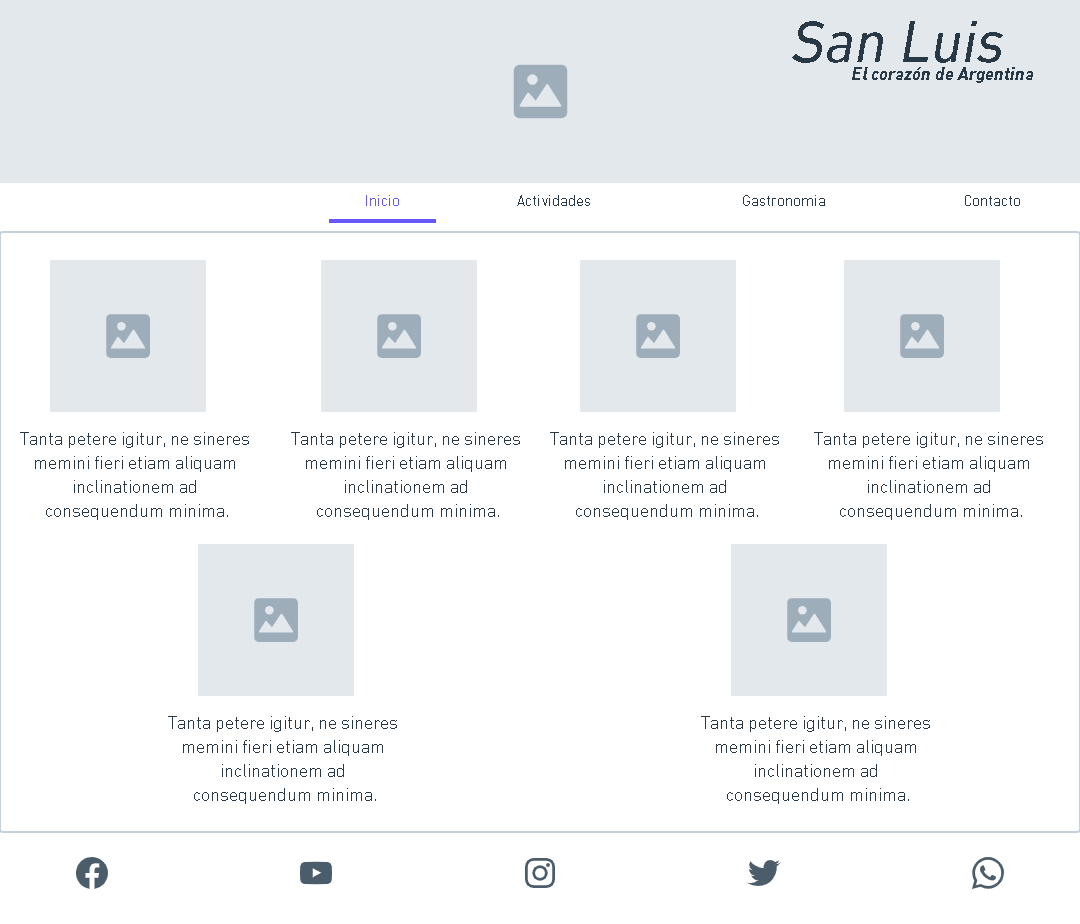 San Luis
El corazón de Argentina
Inicio
Actividades
Gastronomia
Contacto
Tanta petere igitur, ne sineres
memini fieri etiam aliquam
inclinationem ad
consequendum minima.
Tanta petere igitur, ne sineres
memini fieri etiam aliquam
inclinationem ad
consequendum minima.
Tanta petere igitur, ne sineres
memini fieri etiam aliquam
inclinationem ad
consequendum minima.
Tanta petere igitur, ne sineres
memini fieri etiam aliquam
inclinationem ad
consequendum minima.
Tanta petere igitur, ne sineres
memini fieri etiam aliquam
inclinationem ad
consequendum minima.
Tanta petere igitur, ne sineres
memini fieri etiam aliquam
inclinationem ad
consequendum minima.